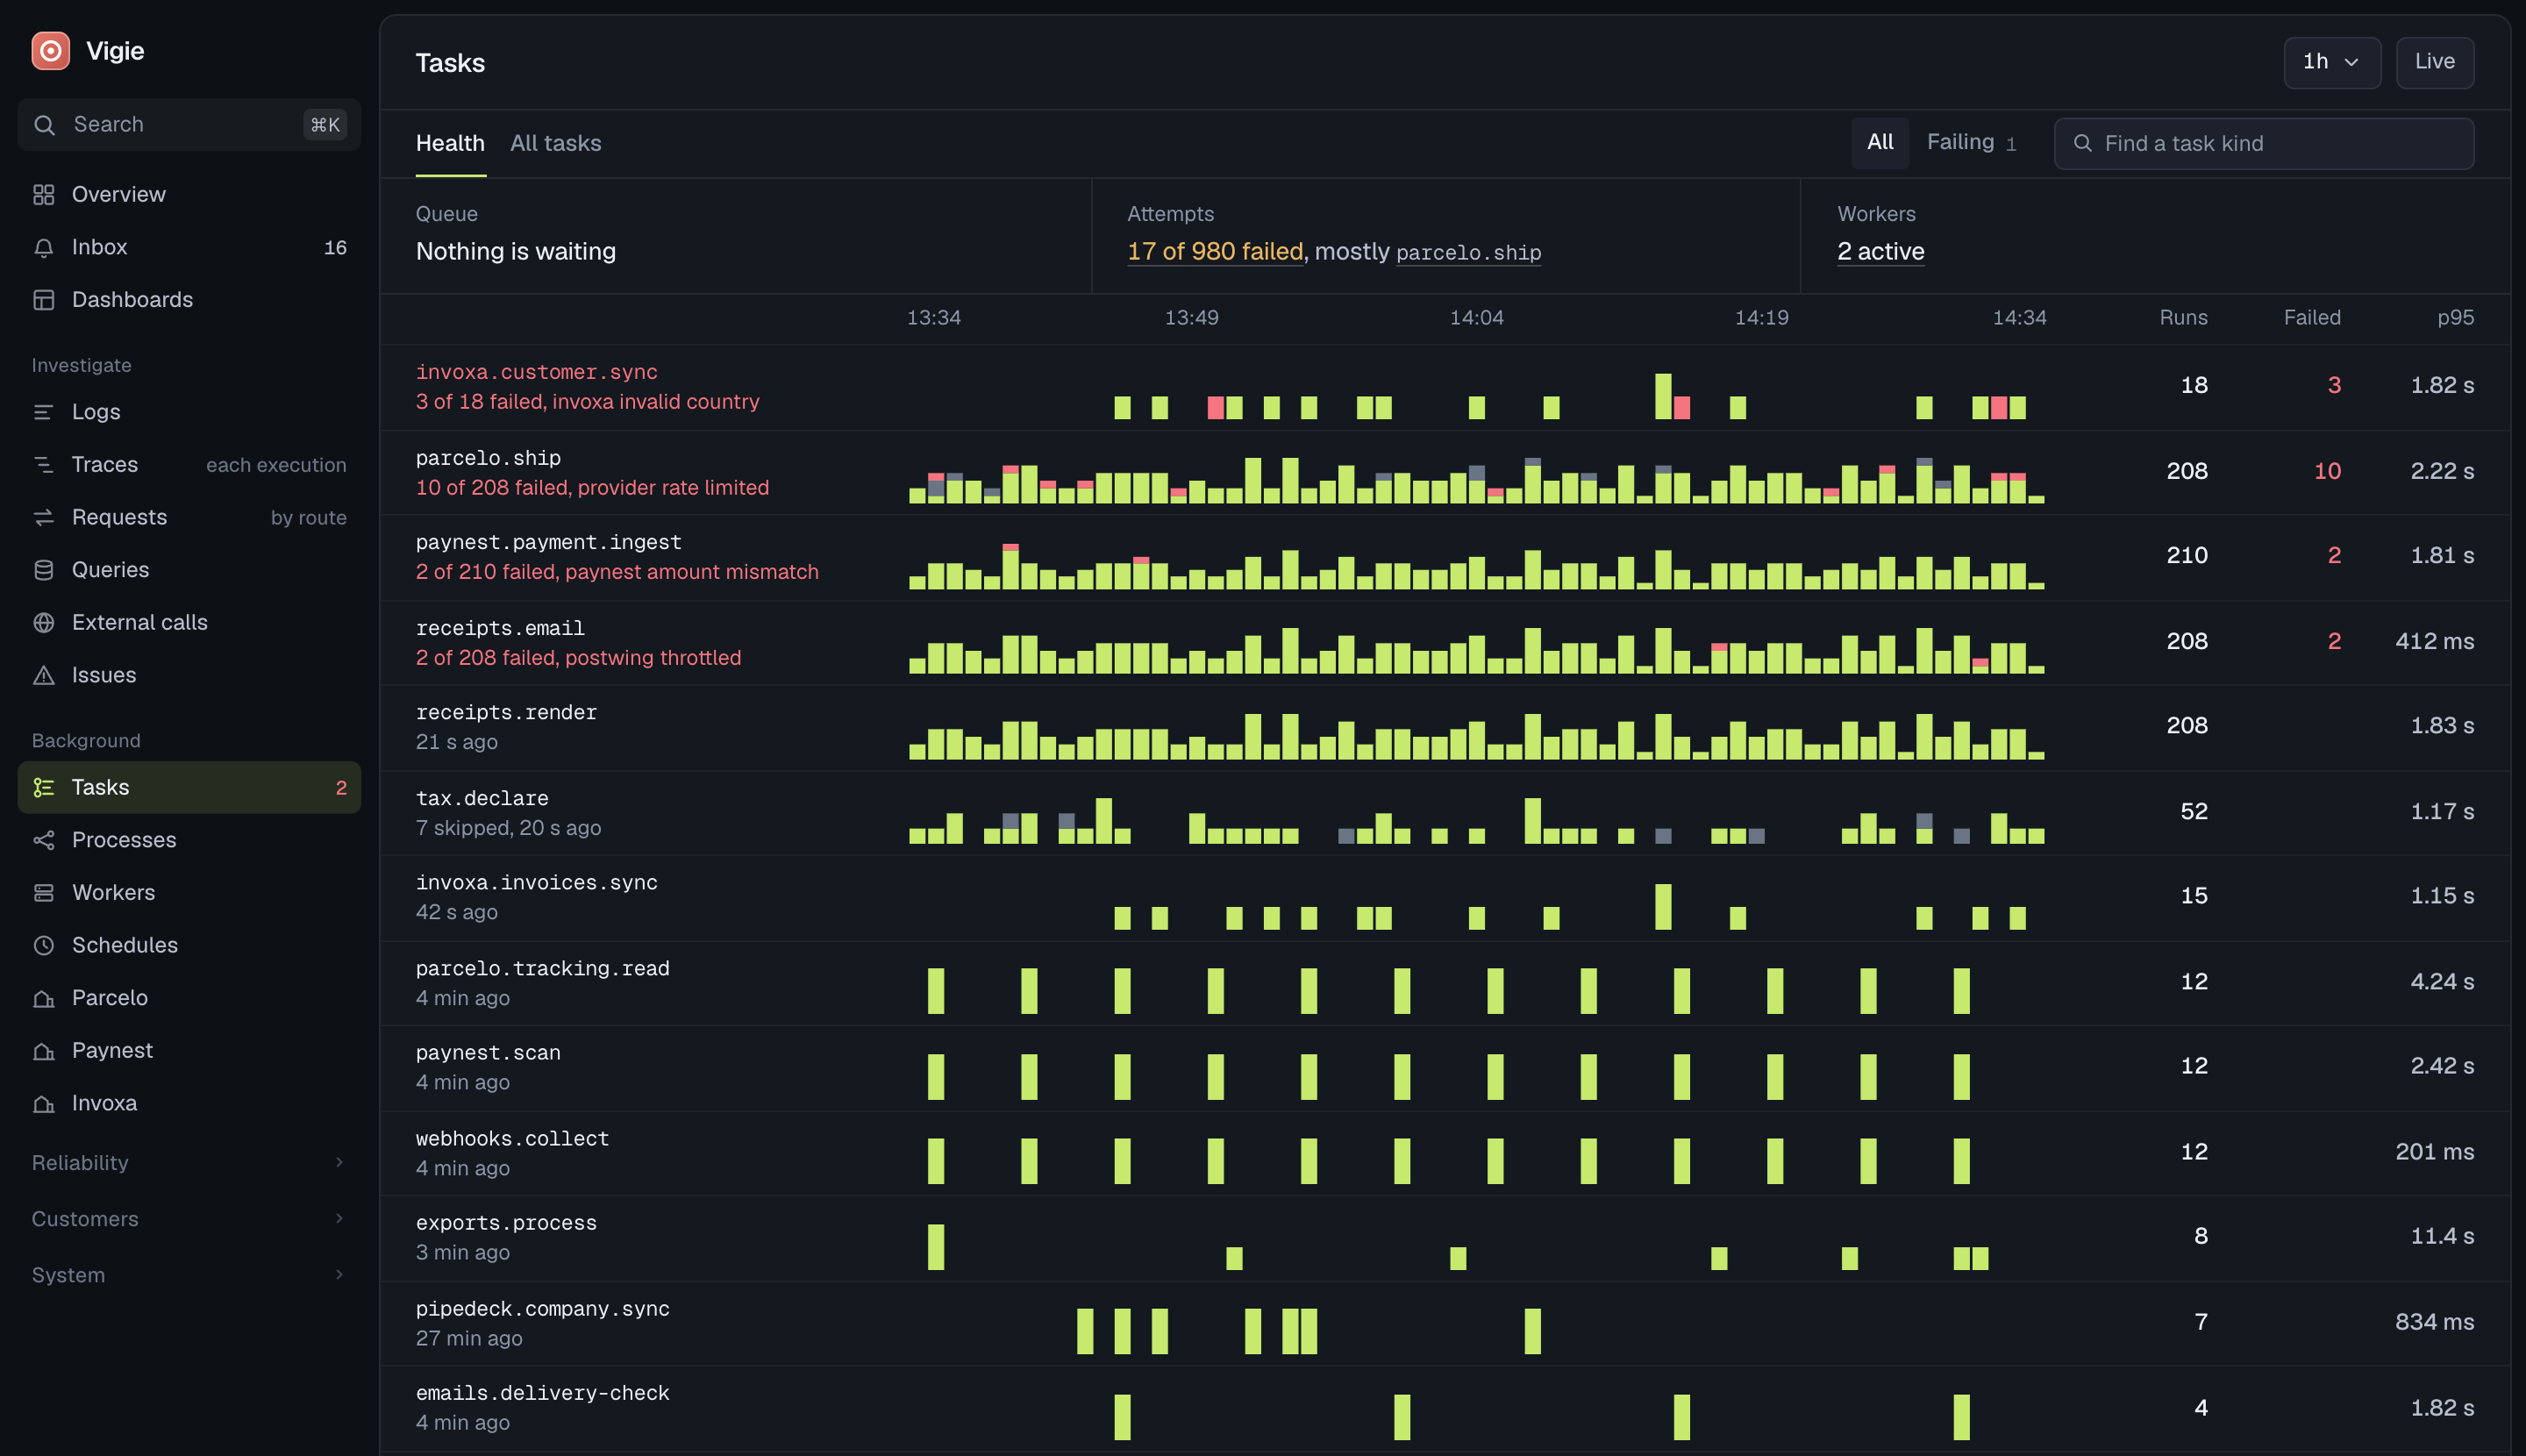 Vigie
Search ⌘K
Overview
Inbox 16
Dashboards
Investigate
Logs
Traces each execution
Requests by route
Queries
External calls
Issues
Background
Tasks 2
Processes
Workers
Schedules
Parcelo
Paynest
Invoxa
Reliability
Customers
System
Tasks 1h Live
Health All tasks All Failing 1 Find a task kind
Queue
Nothing is waiting
Attempts
17 of 980 failed, mostly parcelo.ship
Workers
2 active
13:34 13:49 14:04 14:19 14:34 Runs Failed p95
invoxa.customer.sync
3 of 18 failed, invoxa invalid country
18 3 1.82 s
parcelo.ship
10 of 208 failed, provider rate limited
208 10 2.22 s
paynest.payment.ingest
2 of 210 failed, paynest amount mismatch
210 2 1.81 s
receipts.email
2 of 208 failed, postwing throttled
208 2 412 ms
receipts.render
21 s ago
208 1.83 s
tax.declare
7 skipped, 20 s ago
52 1.17 s
invoxa.invoices.sync
42 s ago
15 1.15 s
parcelo.tracking.read
4 min ago
12 4.24 s
paynest.scan
4 min ago
12 2.42 s
webhooks.collect
4 min ago
12 201 ms
exports.process
3 min ago
8 11.4 s
pipedeck.company.sync
27 min ago
7 834 ms
emails.delivery-check
4 min ago
4 1.82 s